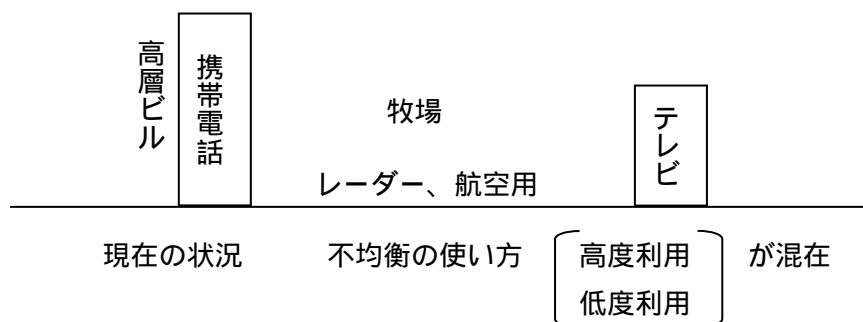 高層ビル
携帯電話
牧場
レーダー、航空用
テレビ
現在の状況 不均衡の使い方 高度利用 が混在
低度利用